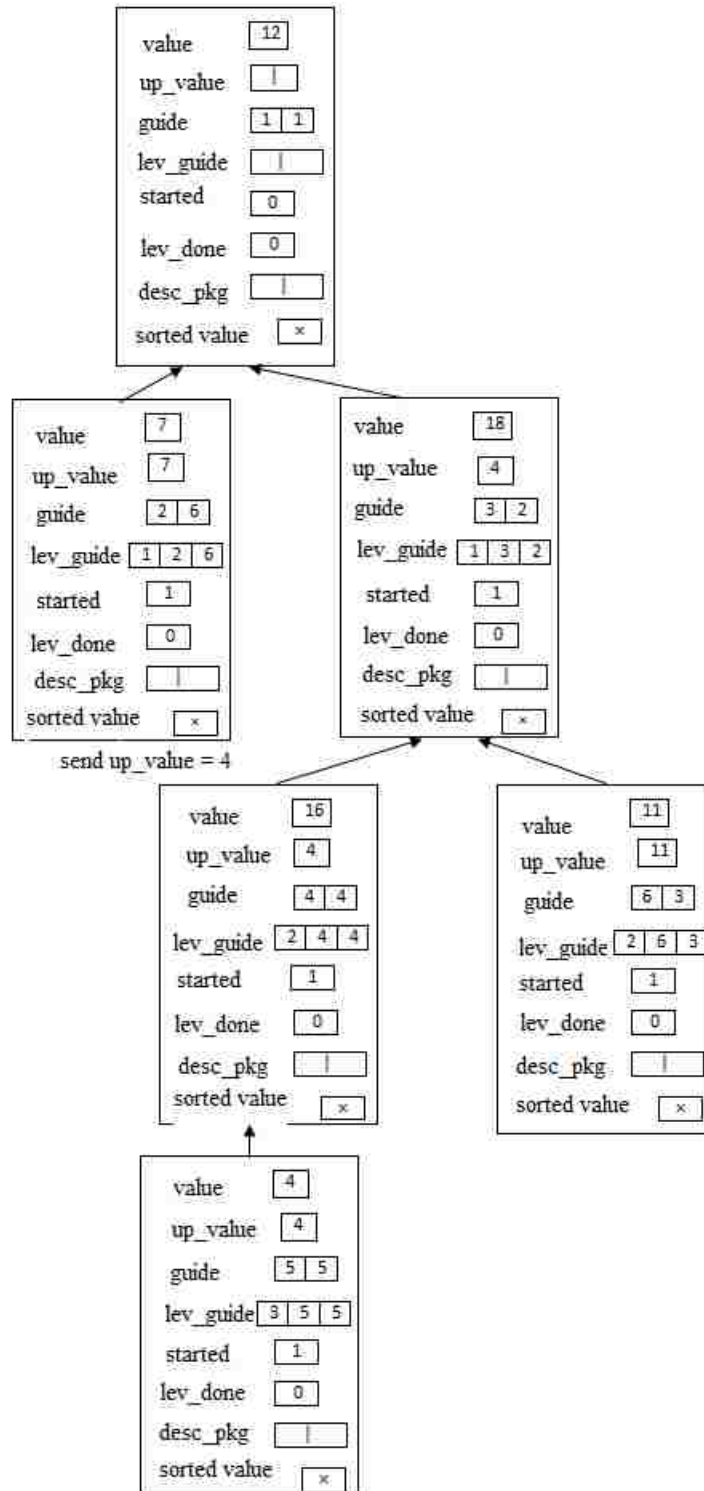 value 12
up_value
guide 1 1
lev_guide
started 0
lev_done 0
desc_pkg
sorted value ×
value 7
up_value 7
guide 2 6
lev_guide 1 2 6
started 1
lev_done 0
desc_pkg
sorted value ×
value 18
up_value 4
guide 3 2
lev_guide 1 3 2
started 1
lev_done 0
desc_pkg
sorted value ×
send up_value = 4
value 16
up_value 4
guide 4 4
lev_guide 2 4 4
started 1
lev_done 0
desc_pkg
sorted value ×
value 11
up_value 11
guide 6 3
lev_guide 2 6 3
started 1
lev_done 0
desc_pkg
sorted value ×
value 4
up_value 4
guide 5 5
lev_guide 3 5 5
started 1
lev_done 0
desc_pkg
sorted value ×